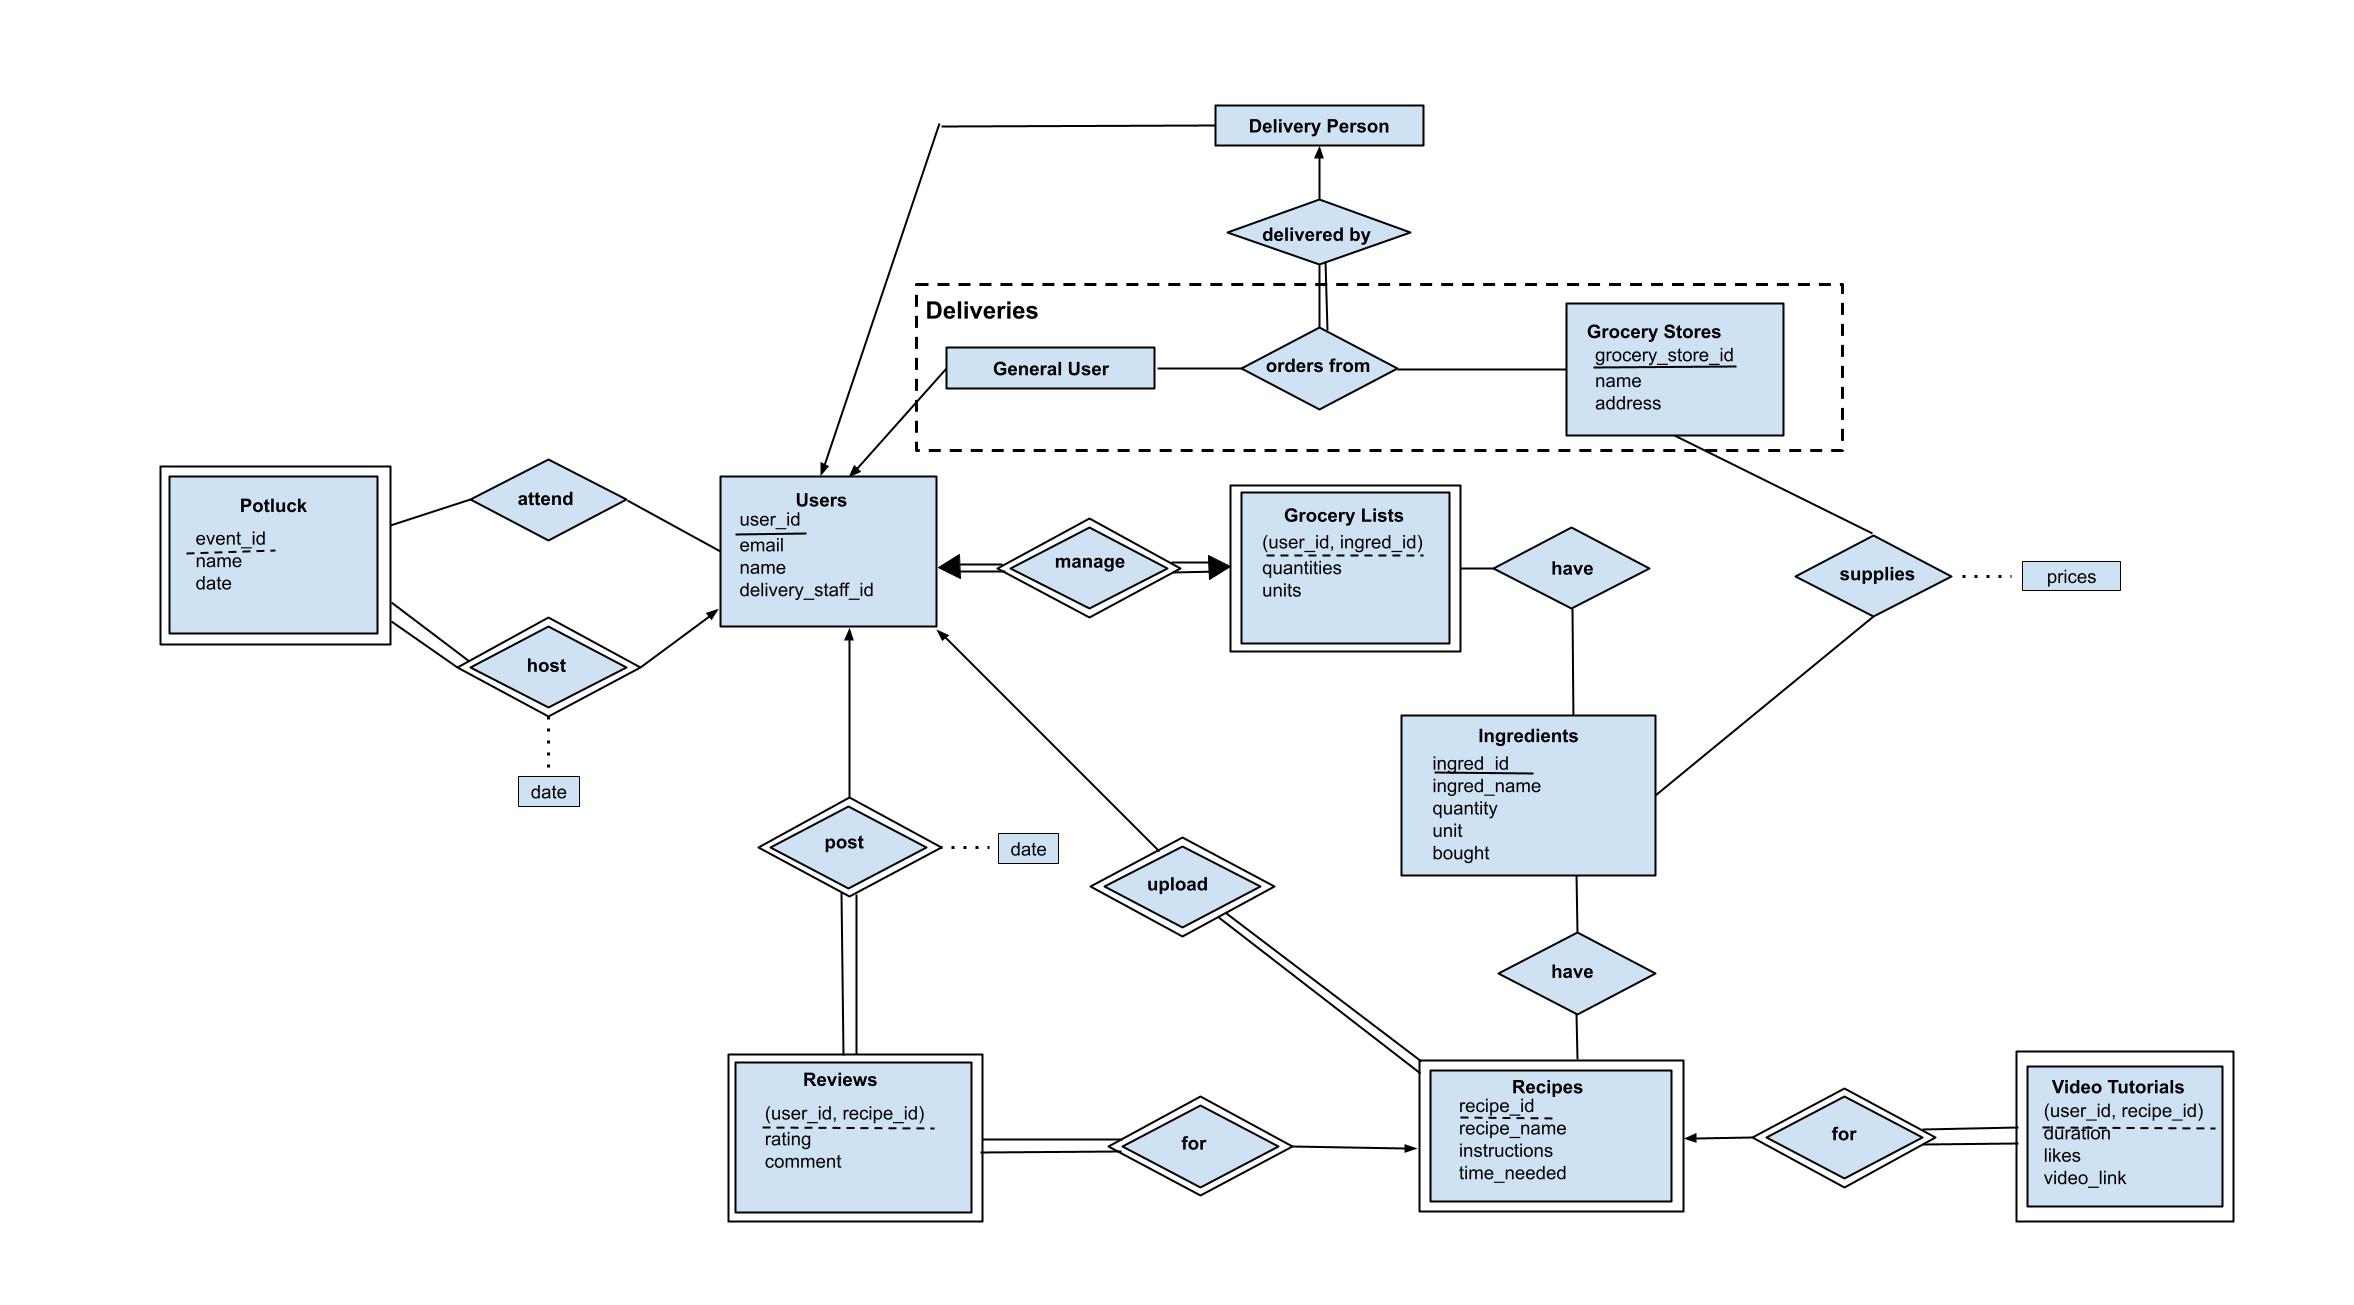 Delivery Person
delivered by
Deliveries
General User
orders from
Grocery Stores
grocery_store_id
name
address
Potluck
event_id
name
date
attend
host
date
Users
user_id
email
name
delivery_staff_id
manage
Grocery Lists
(user_id, ingred_id)
quantities
units
have
supplies
prices
Ingredients
ingred_id
ingred_name
quantity
unit
bought
post
date
upload
have
Reviews
(user_id, recipe_id)
rating
comment
for
Recipes
recipe_id
recipe_name
instructions
time_needed
for
Video Tutorials
(user_id, recipe_id)
duration
likes
video_link